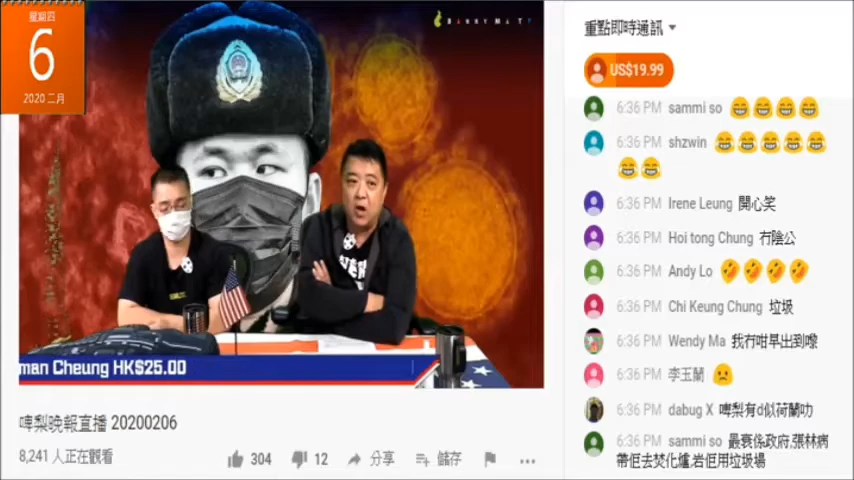 星期四
6
2020 二月
BARRYMATT
man Cheung HK$25.00
啤梨晚報直播 20200206
8,241 人正在觀看
304
12
分享
儲存
重點即時通訊
US$19.99
6:36 PM sammi so 😂😂😂😂
6:36 PM shzwin 😂😂😂😂😂
😂😂
6:36 PM Irene Leung 開心笑
6:36 PM Hoi tong Chung 冇陰公
6:36 PM Andy Lo 🤣🤣🤣🤣
6:36 PM Chi Keung Chung 垃圾
6:36 PM Wendy Ma 我冇咁早出到嚟
6:36 PM 李玉蘭 🙁
6:36 PM dabug X 啤梨有d似荷蘭叻
6:36 PM sammi so 最衰係政府,張林病
帶佢去焚化爐,岩佢用垃圾場